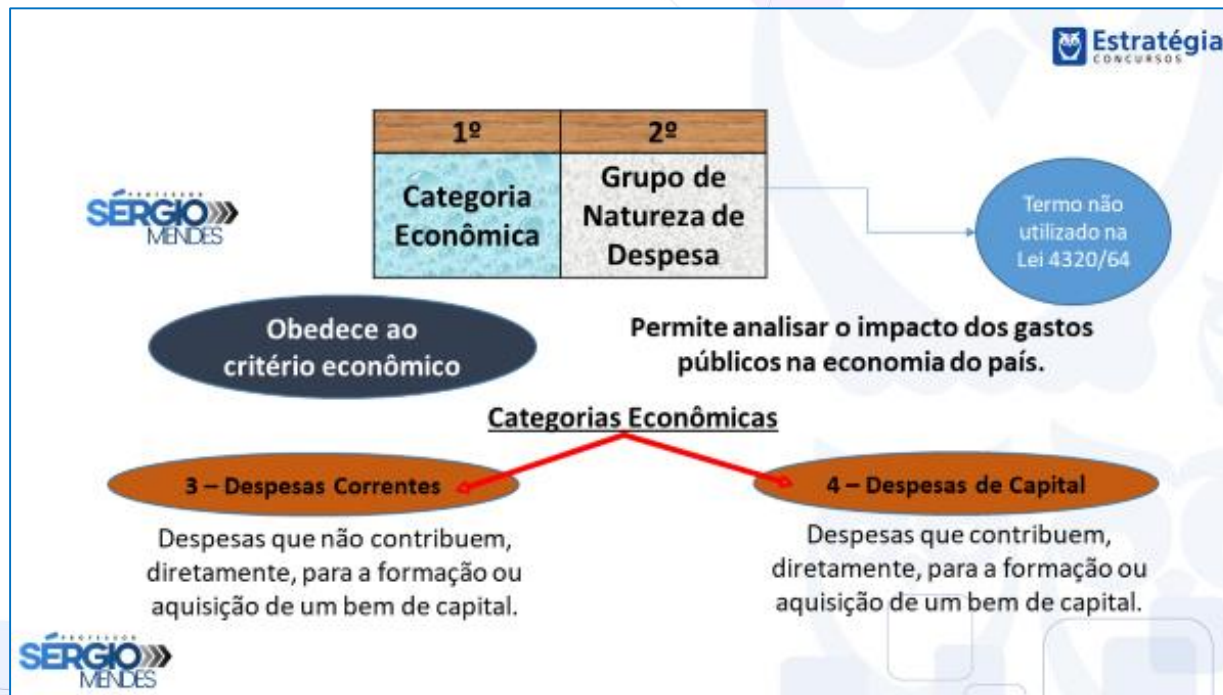 Estratégia
CONCURSOS
1º
2º
Categoria
Econômica
Grupo de
Natureza de
Despesa
Termo não
utilizado na
Lei 4320/64
PROFESSOR
SÉRGIO
MENDES
Obedece ao
critério econômico
Permite analisar o impacto dos gastos
públicos na economia do país.
Categorias Econômicas
3 – Despesas Correntes
4 – Despesas de Capital
Despesas que não contribuem,
diretamente, para a formação ou
aquisição de um bem de capital.
Despesas que contribuem,
diretamente, para a formação ou
aquisição de um bem de capital.
PROFESSOR
SÉRGIO
MENDES